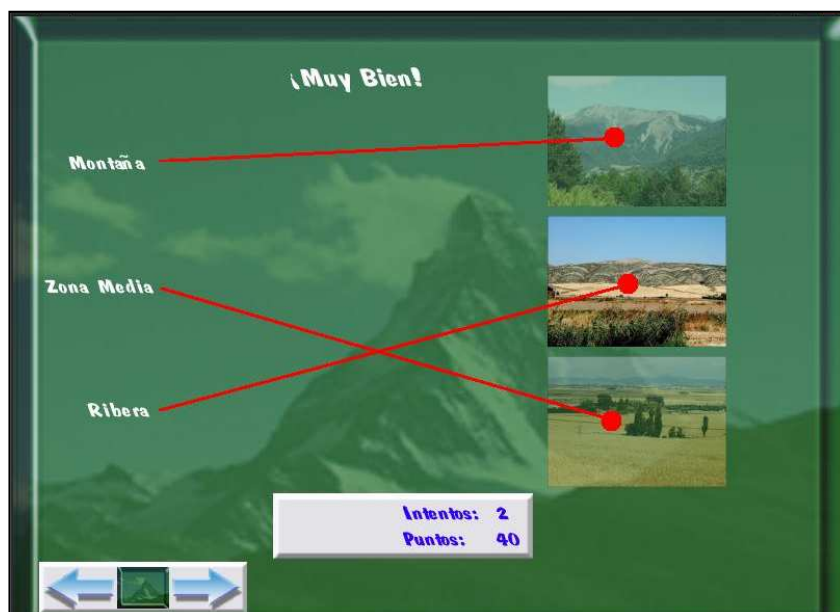 ¡Muy Bien!
Montaña
Zona Media
Ribera
Intentos: 2
Puntos: 40